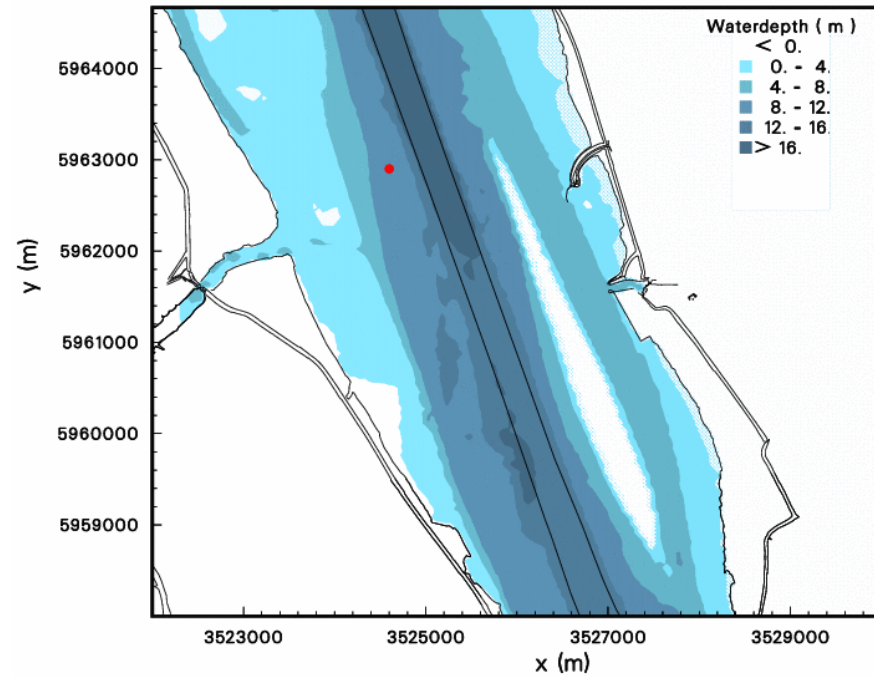 Waterdepth ( m )
< 0.
0. - 4.
4. - 8.
8. - 12.
12. - 16.
> 16.
5964000
5963000
5962000
5961000
5960000
5959000
y (m)
3523000 3525000 3527000 3529000
x (m)